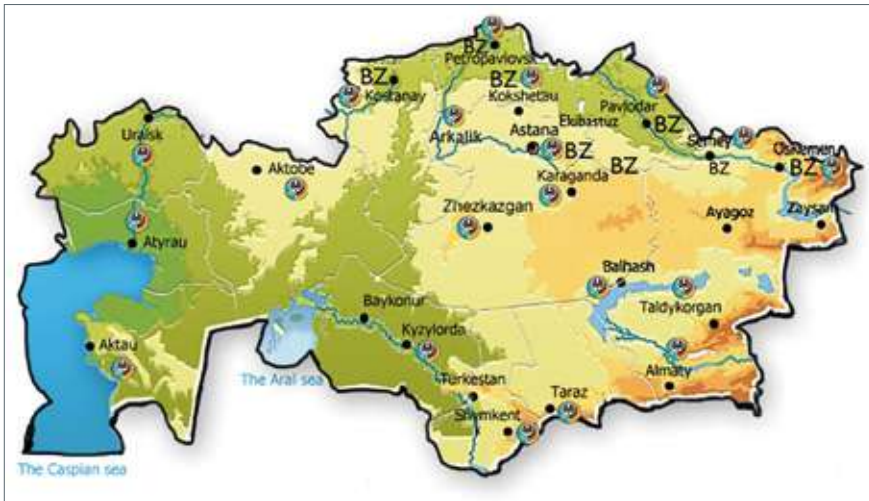 BZ
Petropavlovsk
BZ
Kostanay
BZ
Kokshetau
Pavlodar
BZ
Ekibastuz
Arkalik
Astana
BZ
Uralsk
Semey
BZ
Oskemen
BZ
Aktobe
Karaganda
BZ
Zhezkazgan
Ayagoz
Zaysan
Atyrau
Balhash
Taldykorgan
Baykonur
Kyzylorda
Aktau
The Aral sea
Almaty
Turkestan
Taraz
Shymkent
The Caspian sea